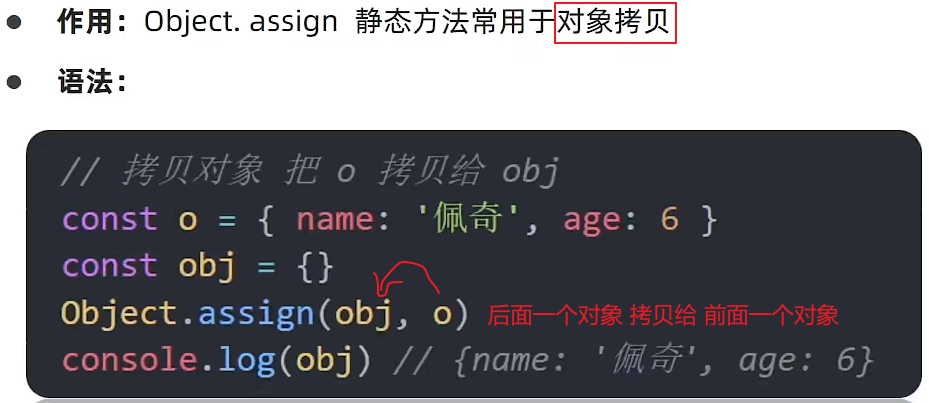 作用：Object. assign 静态方法常用于对象拷贝
语法：
// 拷贝对象 把 o 拷贝给 obj
const o = { name: '佩奇', age: 6 }
const obj = {}
Object.assign(obj, o) 后面一个对象 拷贝给 前面一个对象
console.log(obj) // {name: '佩奇', age: 6}